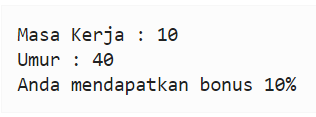 Masa Kerja : 10
Umur : 40
Anda mendapatkan bonus 10%